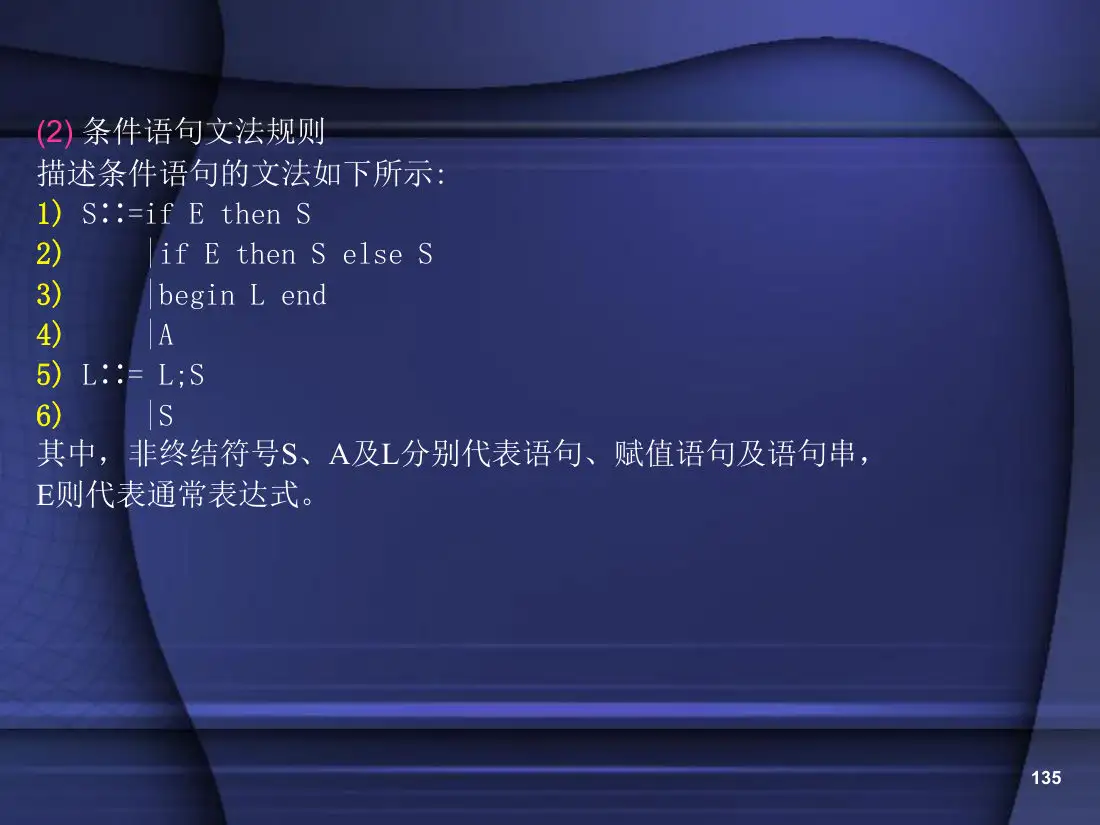 (2) 条件语句文法规则
描述条件语句的文法如下所示:
1) S::=if E then S
2) |if E then S else S
3) |begin L end
4) |A
5) L::= L;S
6) |S
其中，非终结符号S、A及L分别代表语句、赋值语句及语句串，
E则代表通常表达式。
135